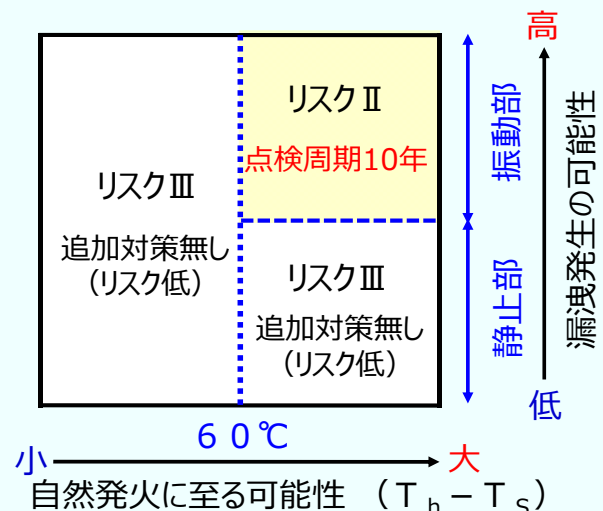 高
リスクⅡ
点検周期10年
振動部
漏洩発生の可能性
リスクⅢ
追加対策無し
（リスク低）
リスクⅢ
追加対策無し
（リスク低）
静止部
低
６０℃
小
大
自然発火に至る可能性 （Ｔｈ－Ｔｓ）